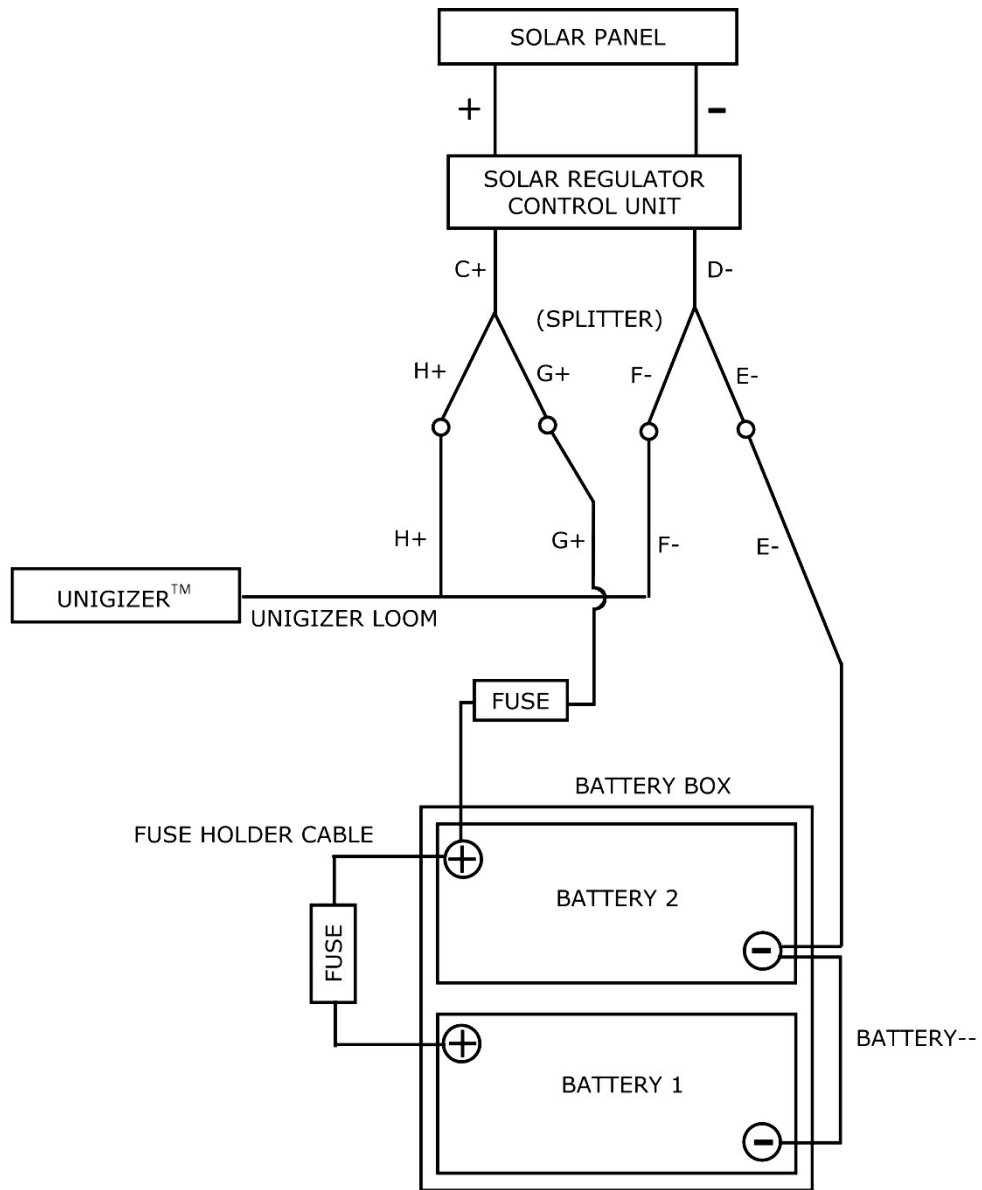 SOLAR PANEL
+ -
SOLAR REGULATOR
CONTROL UNIT
C+ D-
(SPLITTER)
H+ G+ F- E-
H+ G+ F- E-
UNIGIZER™
UNIGIZER LOOM
FUSE
BATTERY BOX
FUSE HOLDER CABLE
+
BATTERY 2
-
FUSE
+
BATTERY--
BATTERY 1
-